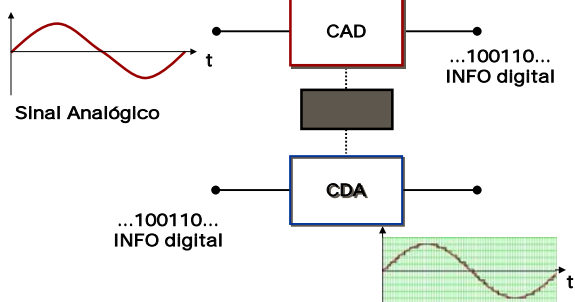 CAD
t
...100110...
INFO digital
Sinal Analógico
CDA
...100110...
INFO digital
t